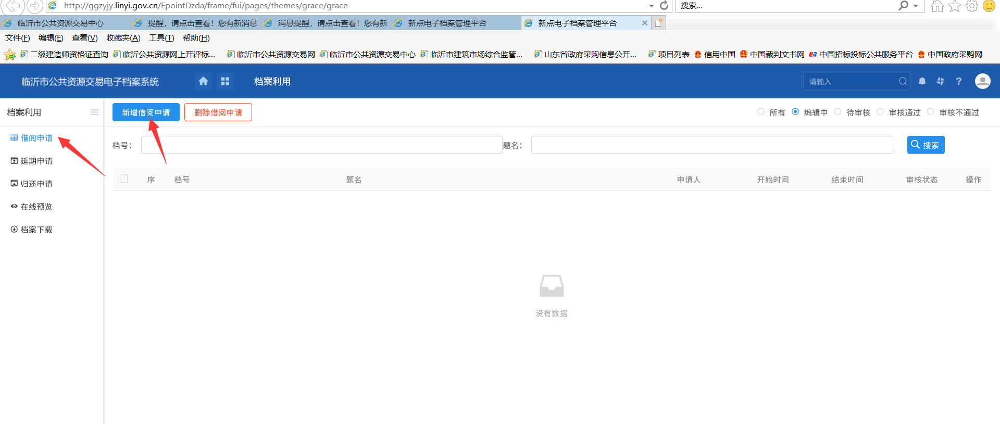 http://ggzyjy.linyi.gov.cn/EpointDzda/frame/fui/pages/themes/grace/grace 搜索...
临沂市公共资源交易中心 提醒，请点击查看！您有新消息 消息提醒，请点击查看！您有新 新点电子档案管理平台 新点电子档案管理平台
文件(F) 编辑(E) 查看(V) 收藏夹(A) 工具(T) 帮助(H)
二级建造师资格证查询 临沂公共资源网上开评标... 临沂市公共资源交易网 临沂市公共资源交易中心 临沂市建筑市场综合监管... 山东省政府采购信息公开... 项目列表 信用中国 中国裁判文书网 中国招标投标公共服务平台 中国政府采购网
临沂市公共资源交易电子档案系统 档案利用 请输入
档案利用 新增借阅申请 删除借阅申请 所有 编辑中 待审核 审核通过 审核不通过
借阅申请
档号： 题名： 搜索
延期申请
序 档号 题名 申请人 开始时间 结束时间 审核状态 操作
归还申请
在线预览
档案下载
没有数据